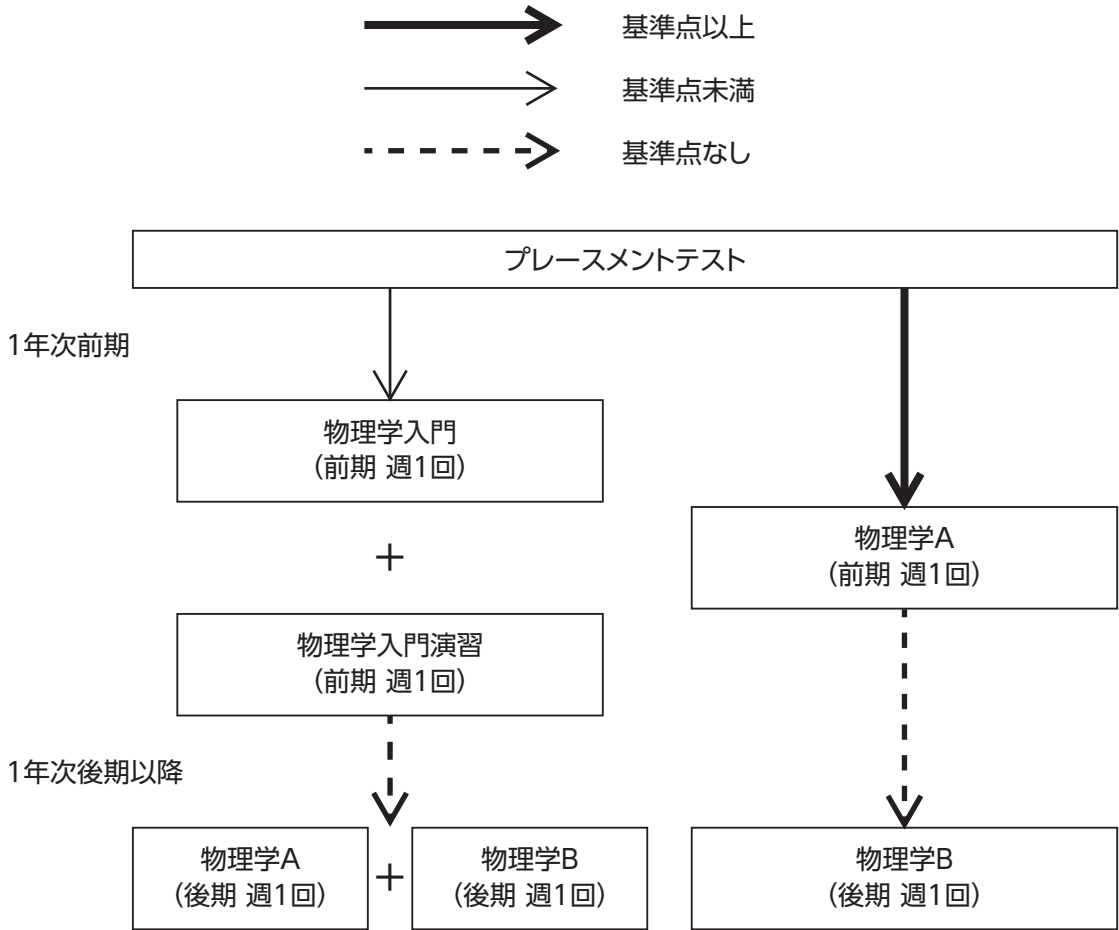 基準点以上
基準点未満
基準点なし
プレースメントテスト
1年次前期
物理学入門
(前期 週1回)
+
物理学入門演習
(前期 週1回)
物理学A
(前期 週1回)
1年次後期以降
物理学A
(後期 週1回)
+
物理学B
(後期 週1回)
物理学B
(後期 週1回)